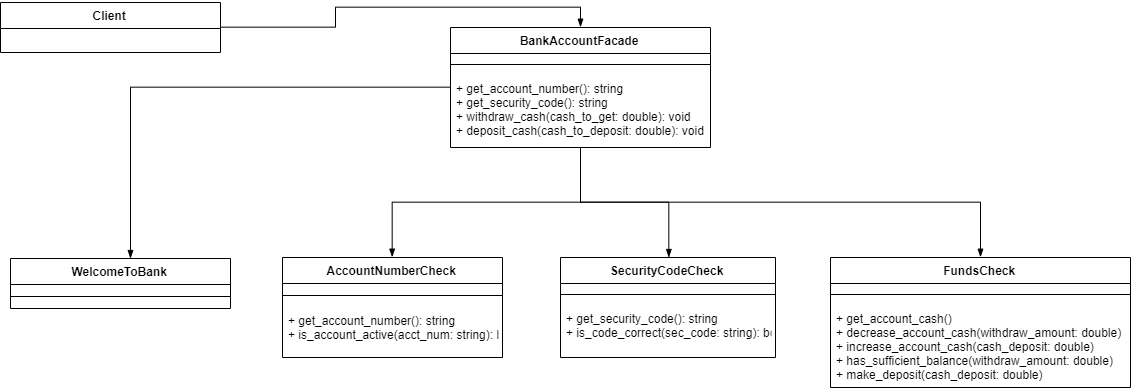 Client
BankAccountFacade
+ get_account_number(): string
+ get_security_code(): string
+ withdraw_cash(cash_to_get: double): void
+ deposit_cash(cash_to_deposit: double): void
WelcomeToBank
AccountNumberCheck
+ get_account_number(): string
+ is_account_active(acct_num: string):
SecurityCodeCheck
+ get_security_code(): string
+ is_code_correct(sec_code: string):
FundsCheck
+ get_account_cash()
+ decrease_account_cash(withdraw_amount: double)
+ increase_account_cash(cash_deposit: double)
+ has_sufficient_balance(withdraw_amount: double)
+ make_deposit(cash_deposit: double)